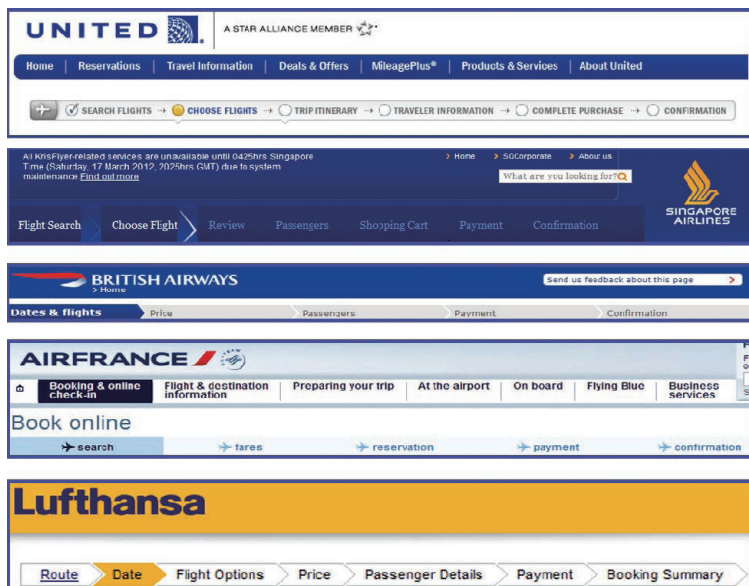 UNITED A STAR ALLIANCE MEMBER
Home Reservations Travel Information Deals & Offers MileagePlus® Products & Services About United
SEARCH FLIGHTS CHOOSE FLIGHTS TRIP ITINERARY TRAVELER INFORMATION COMPLETE PURCHASE CONFIRMATION
All KrisFlyer-related services are unavailable until 0425hrs Singapore
Time (Saturday, 17 March 2012, 2025hrs GMT) due to system
maintenance Find out more
Home SQCorporate About us
What are you looking for?
SINGAPORE
AIRLINES
Flight Search Choose Flight Review Passengers Shopping Cart Payment Confirmation
BRITISH AIRWAYS
> Home
Send us feedback about this page >
Dates & flights Price Passengers Payment Confirmation
AIRFRANCE
Booking & online
check-in
Flight & destination
information
Preparing your trip At the airport On board Flying Blue
Business
services
Book online
search fares reservation payment confirmation
Lufthansa
Route Date Flight Options Price Passenger Details Payment Booking Summary